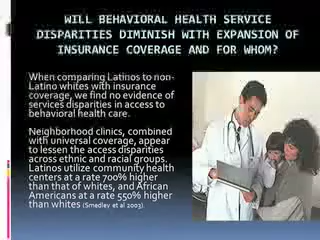 WILL BEHAVIORAL HEALTH SERVICE
DISPARITIES DIMINISH WITH EXPANSION OF
INSURANCE COVERAGE AND FOR WHOM?
When comparing Latinos to non-
Latino whites with insurance
coverage, we find no evidence of
services disparities in access to
behavioral health care.
Neighborhood clinics, combined
with universal coverage, appear
to lessen the access disparities
across ethnic and racial groups.
Latinos utilize community health
centers at a rate 700% higher
than that of whites, and African
Americans at a rate 550% higher
than whites (Smedley et al 2003).